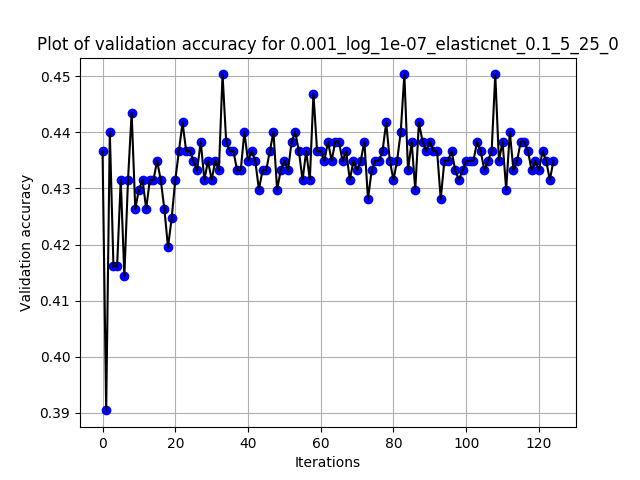 Plot of validation accuracy for 0.001_log_1e-07_elasticnet_0.1_5_25_0
0.45
0.44
0.43
0.42
0.41
0.40
0.39
Validation accuracy
0 20 40 60 80 100 120
Iterations